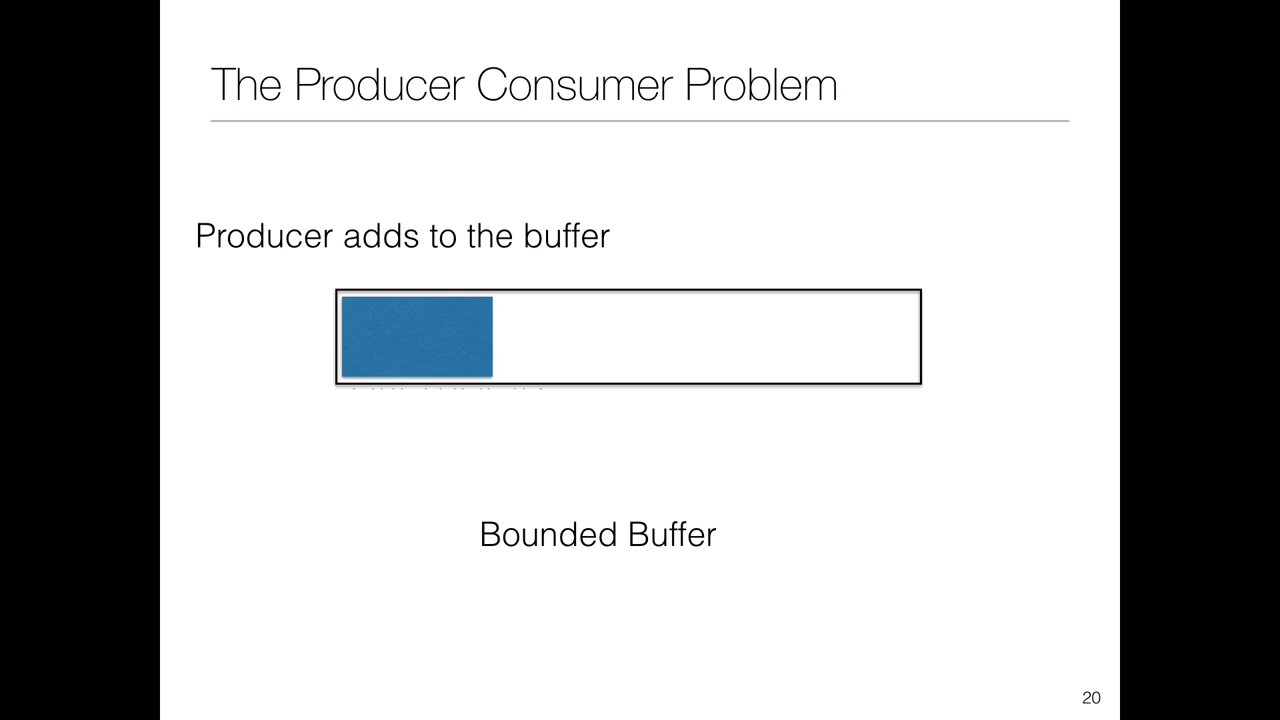 The Producer Consumer Problem
Producer adds to the buffer
Bounded Buffer
20